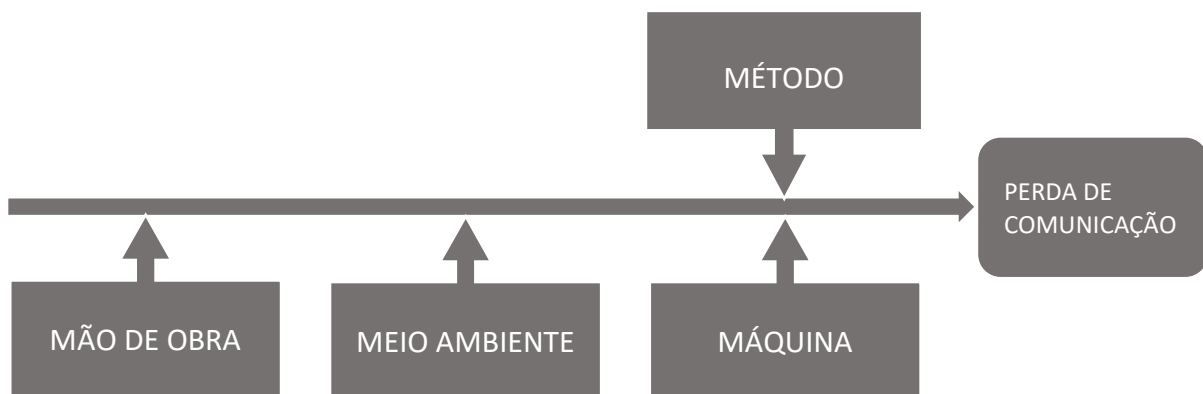 MÉTODO
PERDA DE
COMUNICAÇÃO
MÃO DE OBRA
MEIO AMBIENTE
MÁQUINA